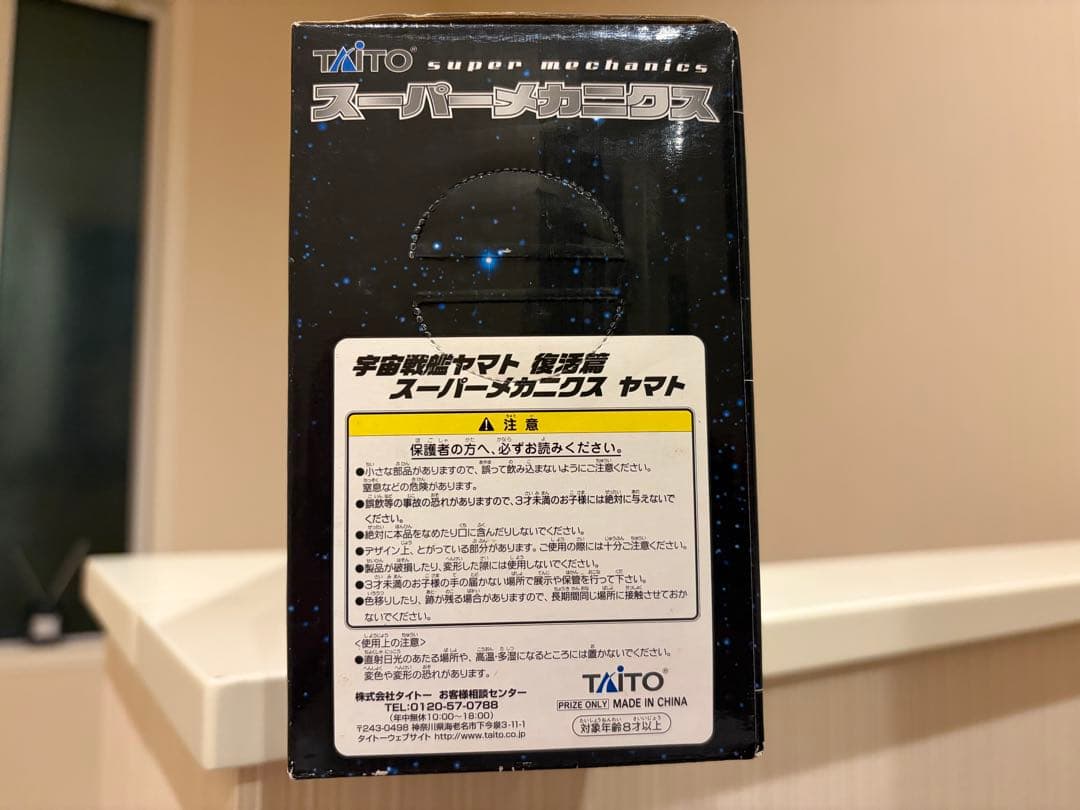 TAITO® super mechanics
スーパーメカニクス
宇宙戦艦ヤマト 復活篇
スーパーメカニクス ヤマト
注意
保護者の方へ、必ずお読みください。
●小さな部品がありますので、誤って飲み込まないようにご注意ください。
窒息などの危険があります。
●誤飲等の事故の恐れがありますので、3才未満のお子様には絶対に与えないで
ください。
●絶対に本品をなめたり口に含んだりしないでください。
●デザイン上、とがっている部分があります。ご使用の際には十分ご注意ください。
●製品が破損したり、変形した際には使用しないでください。
●3才未満のお子様の手の届かない場所で展示や保管を行って下さい。
●色移りしたり、跡が残る場合がありますので、長期間同じ場所に接触させておか
ないでください。
<使用上の注意>
●直射日光のあたる場所や、高温・多湿になるところには置かないでください。
変色や変形の恐れがあります。
株式会社タイトー お客様相談センター
TEL:0120-57-0788
(年中無休10:00〜18:00)
〒243-0498 神奈川県海老名市下今泉3-11-1
タイトーウェブサイト http://www.taito.co.jp
TAITO®
PRIZE ONLY MADE IN CHINA
対象年齢8才以上